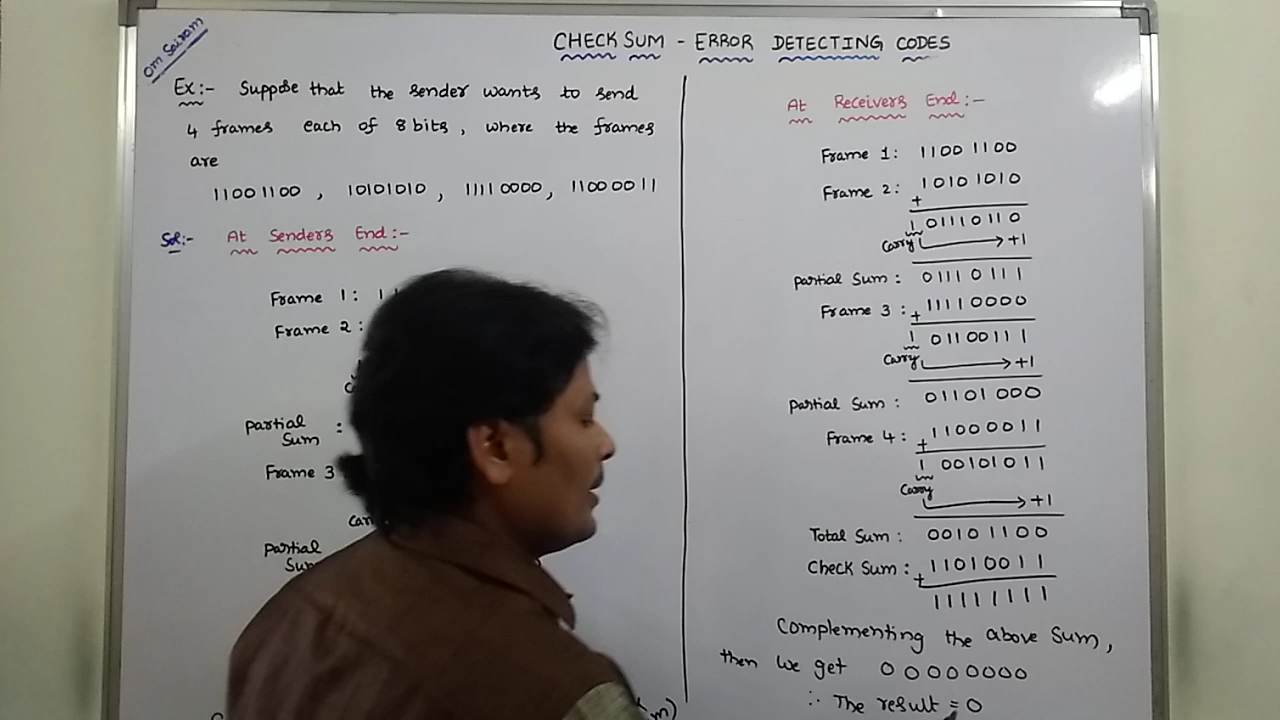 Om Sairam
CHECK SUM - ERROR DETECTING CODES
Ex:- Suppose that the sender wants to send
4 frames each of 8 bits, where the frames
are
11001100 , 10101010 , 11110000, 11000011
Sol:- At Senders End:-
Frame 1: 1
Frame 2:
Partial
Sum :
Frame 3
Partial
At Receivers End:-
Frame 1: 1100 1100
Frame 2: 1010 1010
+
1 01110110
Carry → +1
Partial Sum : 0111 0111
Frame 3 : + 11110000
1 01100111
Carry → +1
Partial Sum : 01101000
Frame 4: + 11000011
1 00101011
Carry → +1
Total Sum : 00101100
Check Sum : + 11010011
11111111
Complementing the above Sum,
then we get 00000000
∴ The result = 0